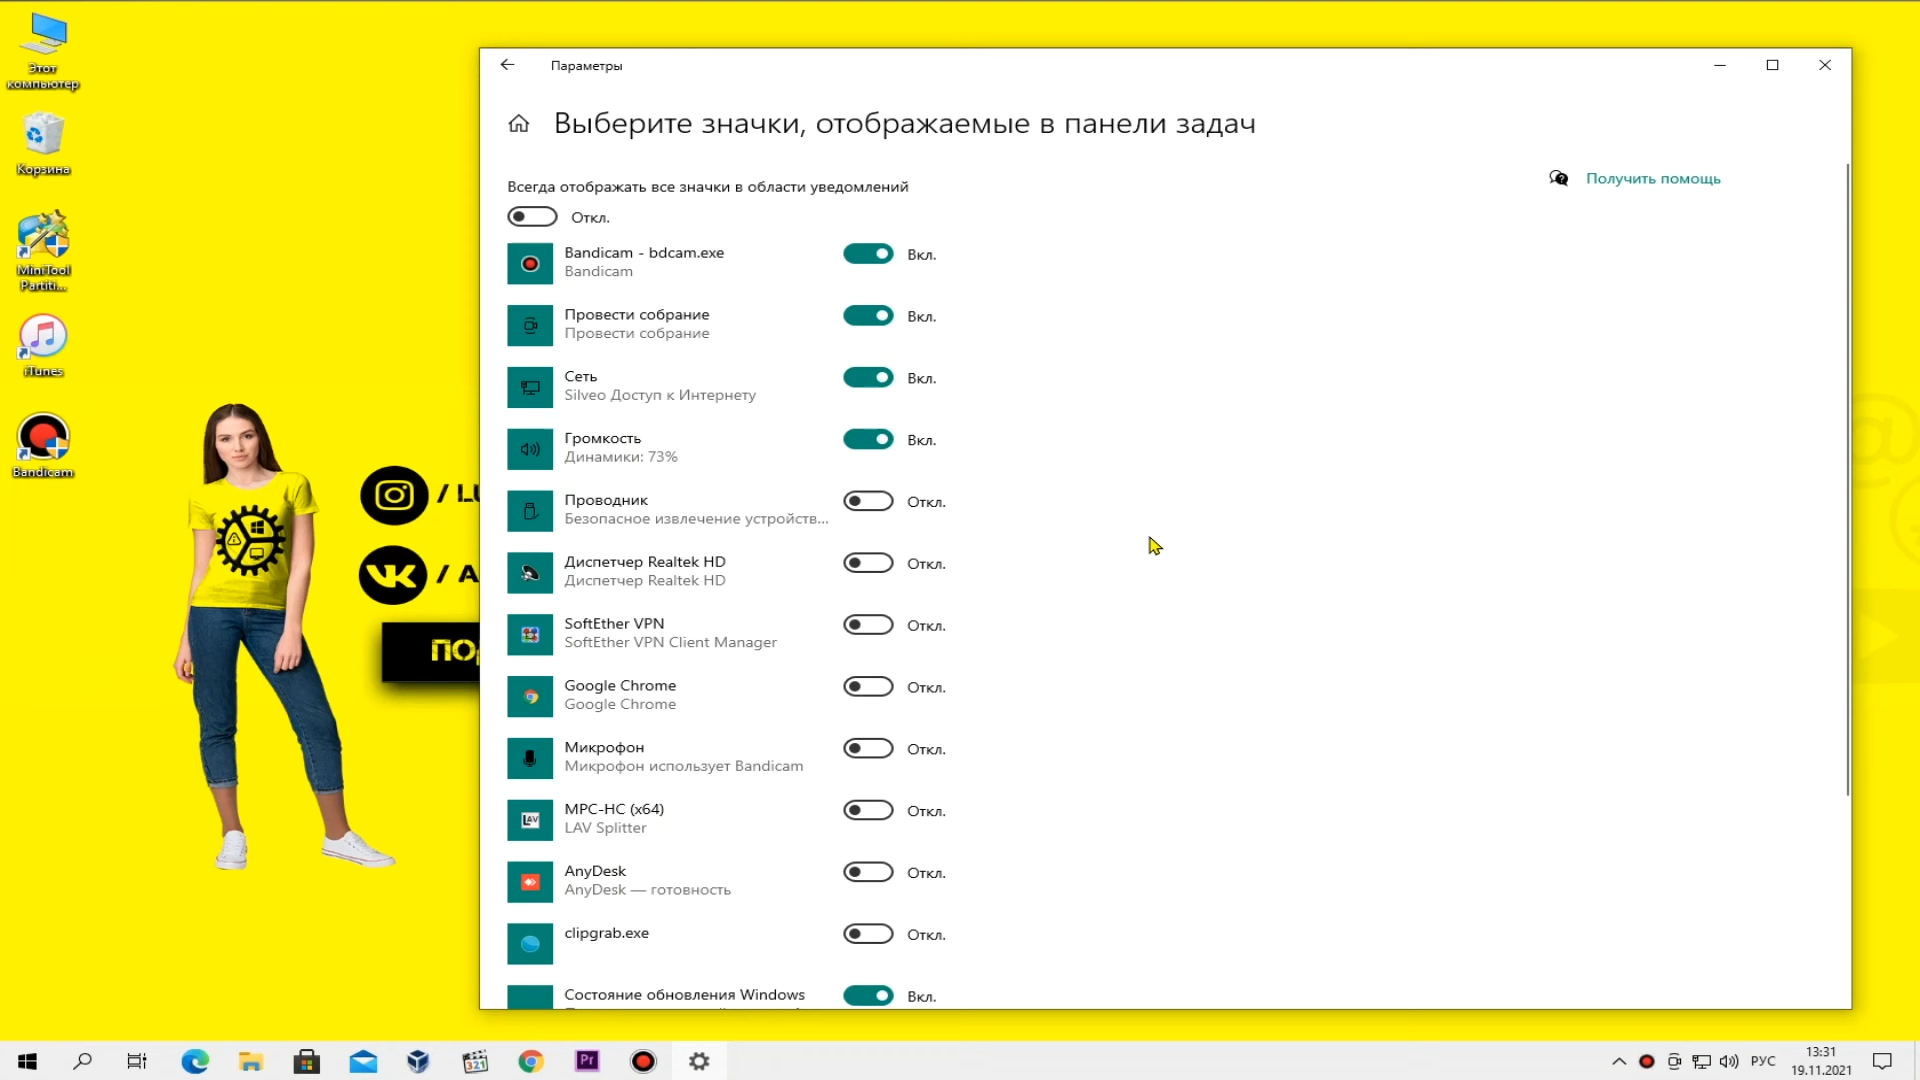 Этот
компьютер
Корзина
MiniTool
Partiti...
iTunes
Bandicam
/ LU
/ A
Параметры
Выберите значки, отображаемые в панели задач
Получить помощь
Всегда отображать все значки в области уведомлений
Откл.
Bandicam - bdcam.exe
Bandicam
Вкл.
Провести собрание
Провести собрание
Вкл.
Сеть
Silveo Доступ к Интернету
Вкл.
Громкость
Динамики: 73%
Вкл.
Проводник
Безопасное извлечение устройств...
Откл.
Диспетчер Realtek HD
Диспетчер Realtek HD
Откл.
SoftEther VPN
SoftEther VPN Client Manager
Откл.
Google Chrome
Google Chrome
Откл.
Микрофон
Микрофон использует Bandicam
Откл.
MPC-HC (x64)
LAV Splitter
Откл.
AnyDesk
AnyDesk — готовность
Откл.
clipgrab.exe
Откл.
Состояние обновления Windows
Вкл.
LAV
321
Pr
РУС
13:31
19.11.2021